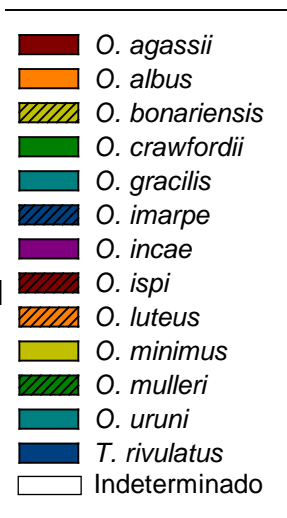 O. agassii
O. albus
O. bonariensis
O. crawfordii
O. gracilis
O. imarpe
O. incae
O. ispi
O. luteus
O. minimus
O. mulleri
O. uruni
T. rivulatus
Indeterminado